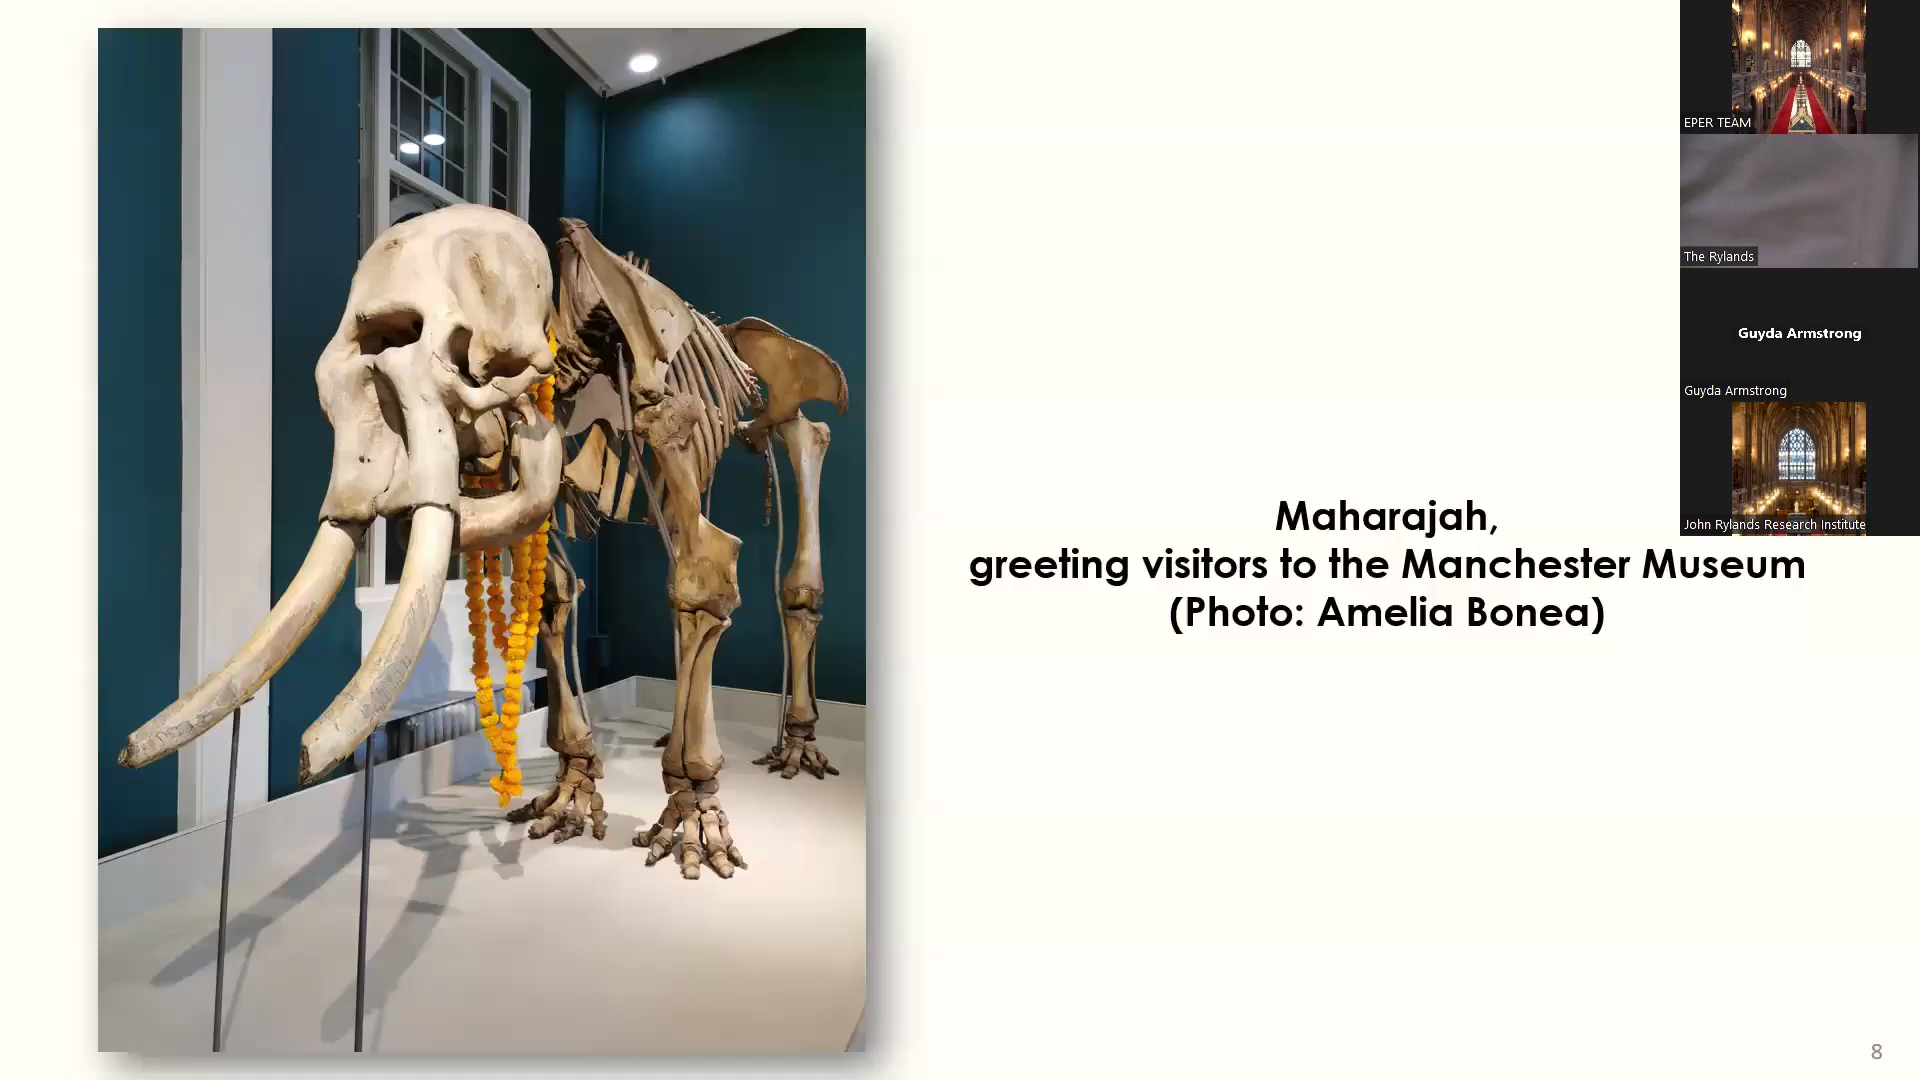 Maharajah,
greeting visitors to the Manchester Museum
(Photo: Amelia Bonea)
EPER TEAM
The Rylands
Guyda Armstrong
Guyda Armstrong
John Rylands Research Institute
8